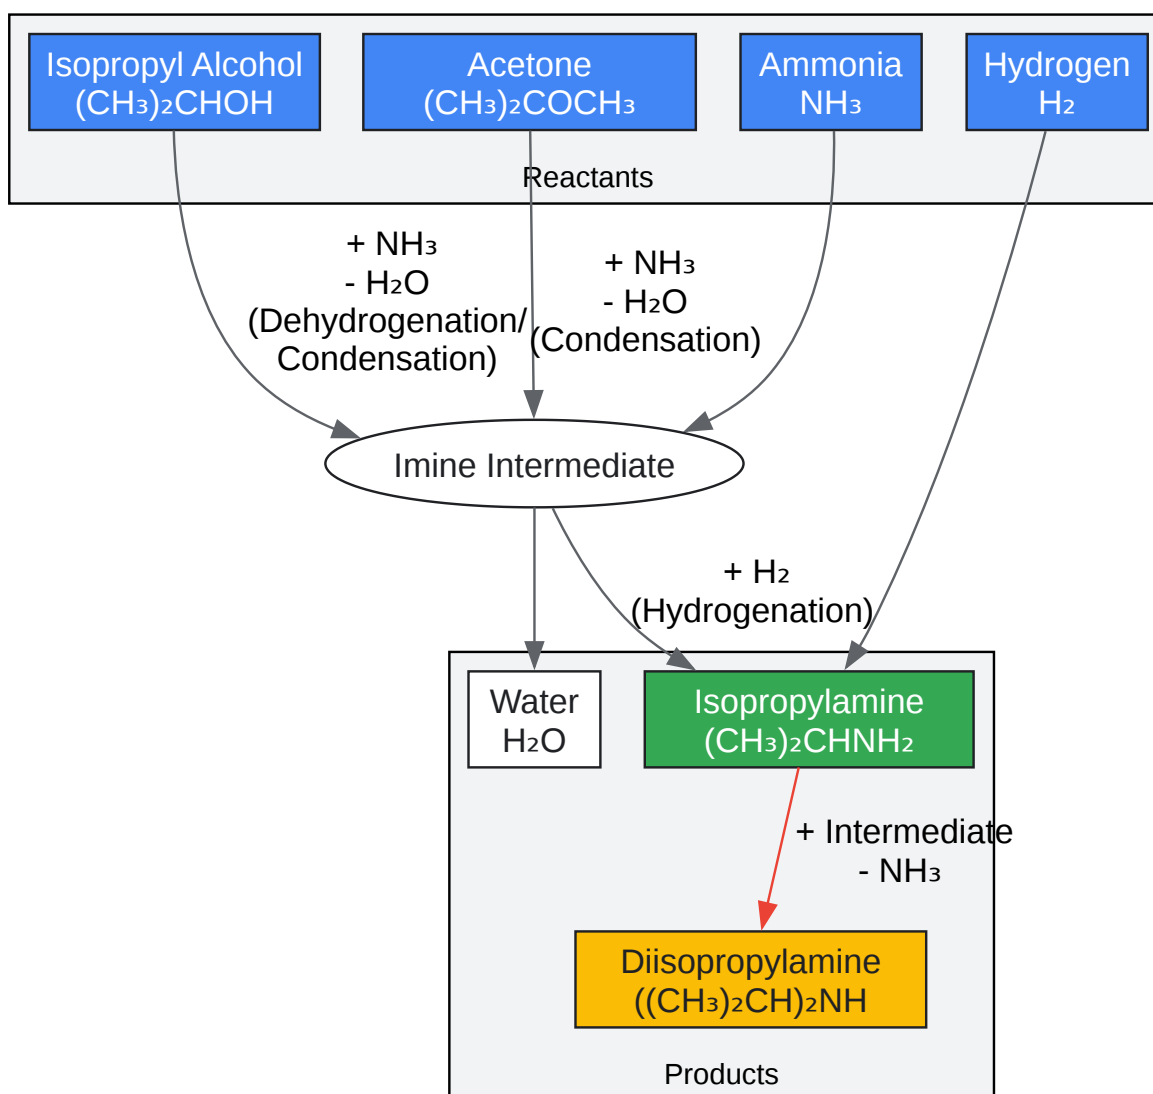 Isopropyl Alcohol
(CH₃)₂CHOH
Acetone
(CH₃)₂COCH₃
Ammonia
NH₃
Hydrogen
H₂
Reactants
+ NH₃
- H₂O
(Dehydrogenation/
Condensation)
+ NH₃
- H₂O
(Condensation)
Imine Intermediate
+ H₂
(Hydrogenation)
Water
H₂O
Isopropylamine
(CH₃)₂CHNH₂
+ Intermediate
- NH₃
Diisopropylamine
((CH₃)₂CH)₂NH
Products